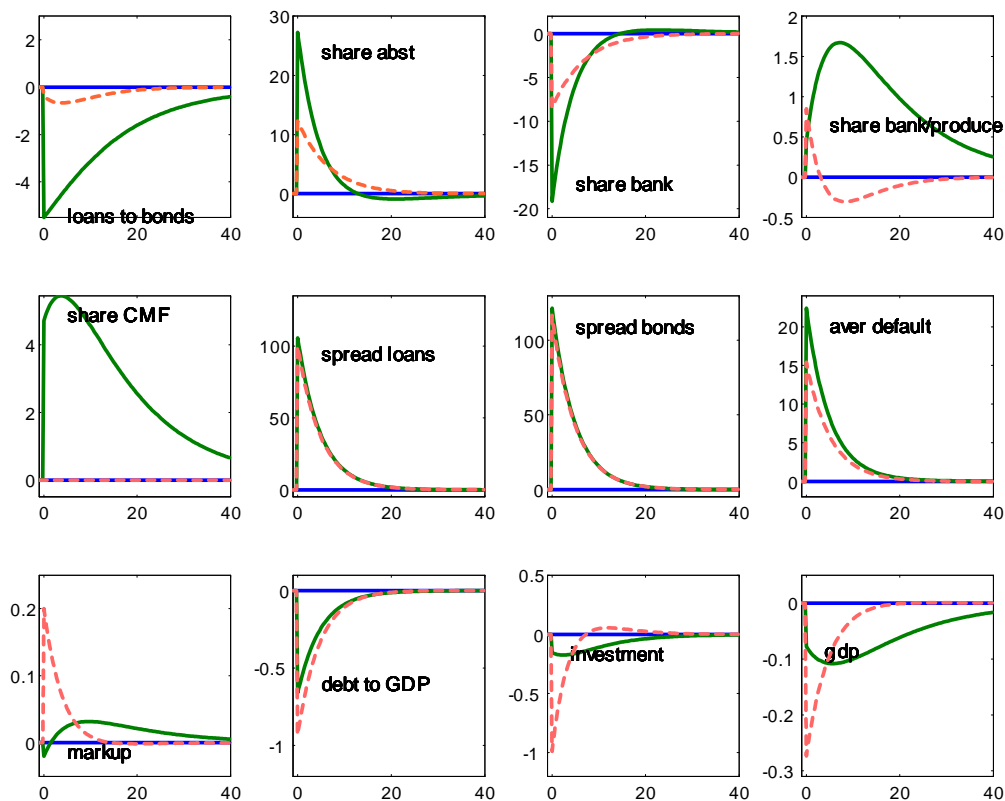 2
0
-2
-4
0 20 40
loans to bonds
30
20
10
0
0 20 40
share abst
0
-5
-10
-15
-20
0 20 40
share bank
2
1.5
1
0.5
0
-0.5
0 20 40
share bank/produce
4
2
0
0 20 40
share CMF
100
50
0
0 20 40
spread loans
100
50
0
0 20 40
spread bonds
20
15
10
5
0
0 20 40
aver default
0.2
0.1
0
0 20 40
markup
0
-0.5
-1
0 20 40
debt to GDP
0.5
0
-0.5
-1
0 20 40
investment
0
-0.1
-0.2
-0.3
0 20 40
gdp